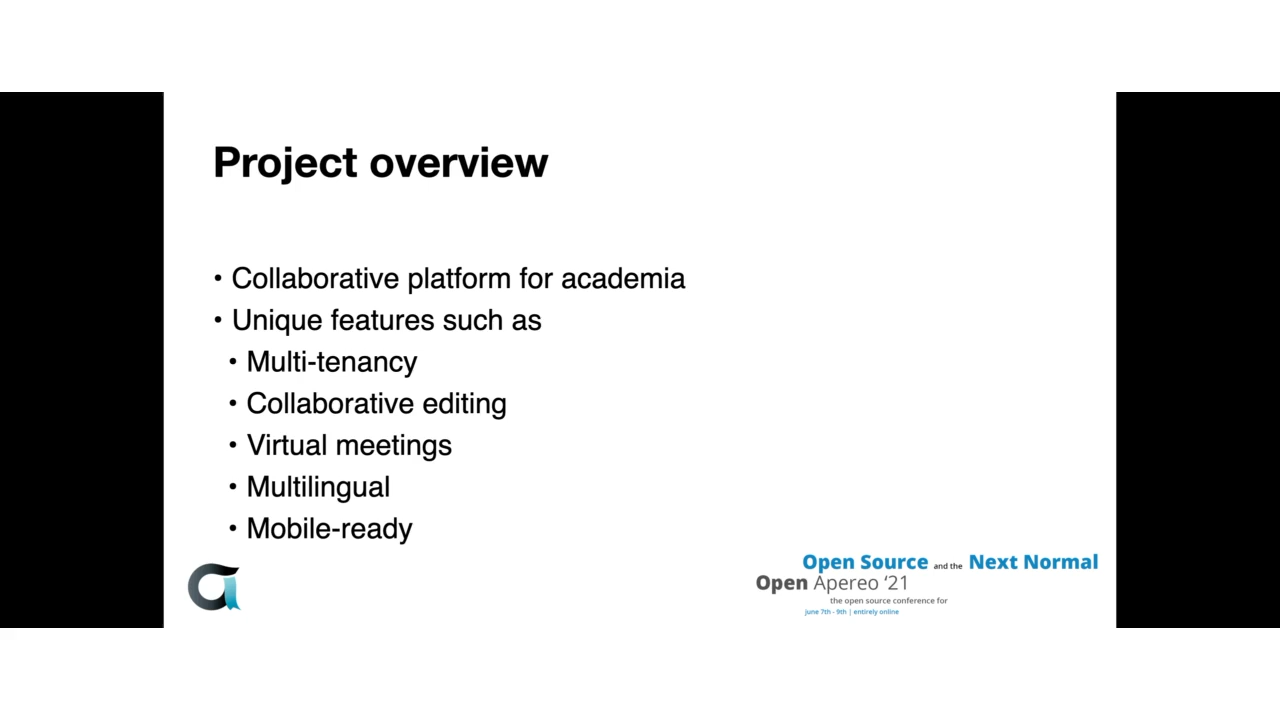 Project overview
• Collaborative platform for academia
• Unique features such as
• Multi-tenancy
• Collaborative editing
• Virtual meetings
• Multilingual
• Mobile-ready
Open Source and the Next Normal
Open Apereo ‘21
the open source conference for
June 7th - 9th | entirely online